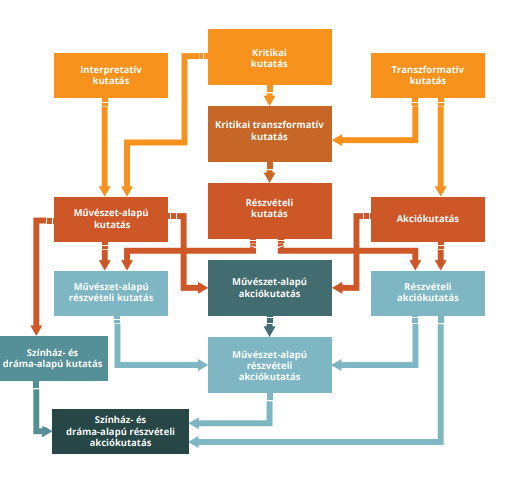 Kritikai
kutatás
Interpretatív
kutatás
Transzformatív
kutatás
Kritikai transzformatív
kutatás
Művészet-alapú
kutatás
Részvételi
kutatás
Akciókutatás
Művészet-alapú
részvételi kutatás
Művészet-alapú
akciókutatás
Részvételi
akciókutatás
Színház- és
dráma-alapú kutatás
Művészet-alapú
részvételi
akciókutatás
Színház- és
dráma-alapú részvételi
akciókutatás